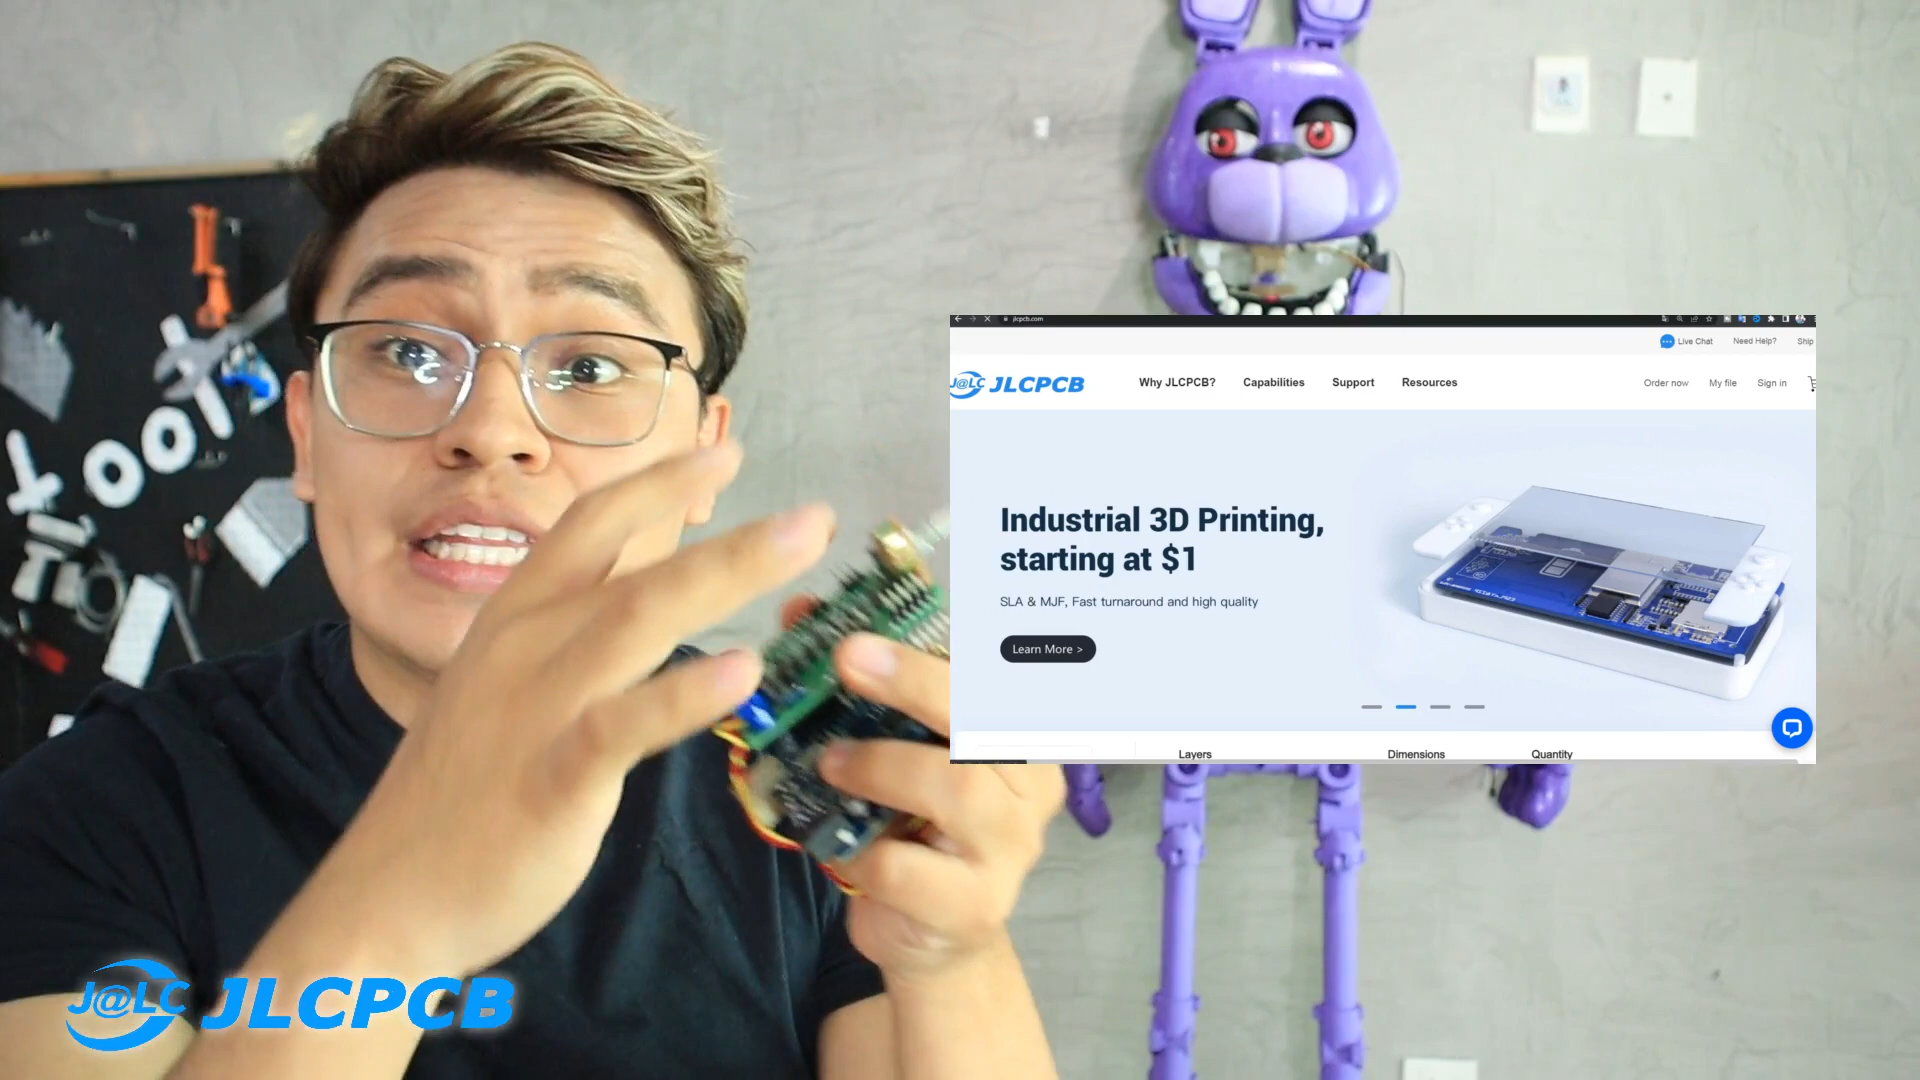 jlcpcb.com
Live Chat
Need Help?
Ship
J@LC JLCPCB
Why JLCPCB?
Capabilities
Support
Resources
Order now
My file
Sign in
Industrial 3D Printing,
starting at $1
SLA & MJF, Fast turnaround and high quality
Learn More >
Layers
Dimensions
Quantity
J@LC JLCPCB